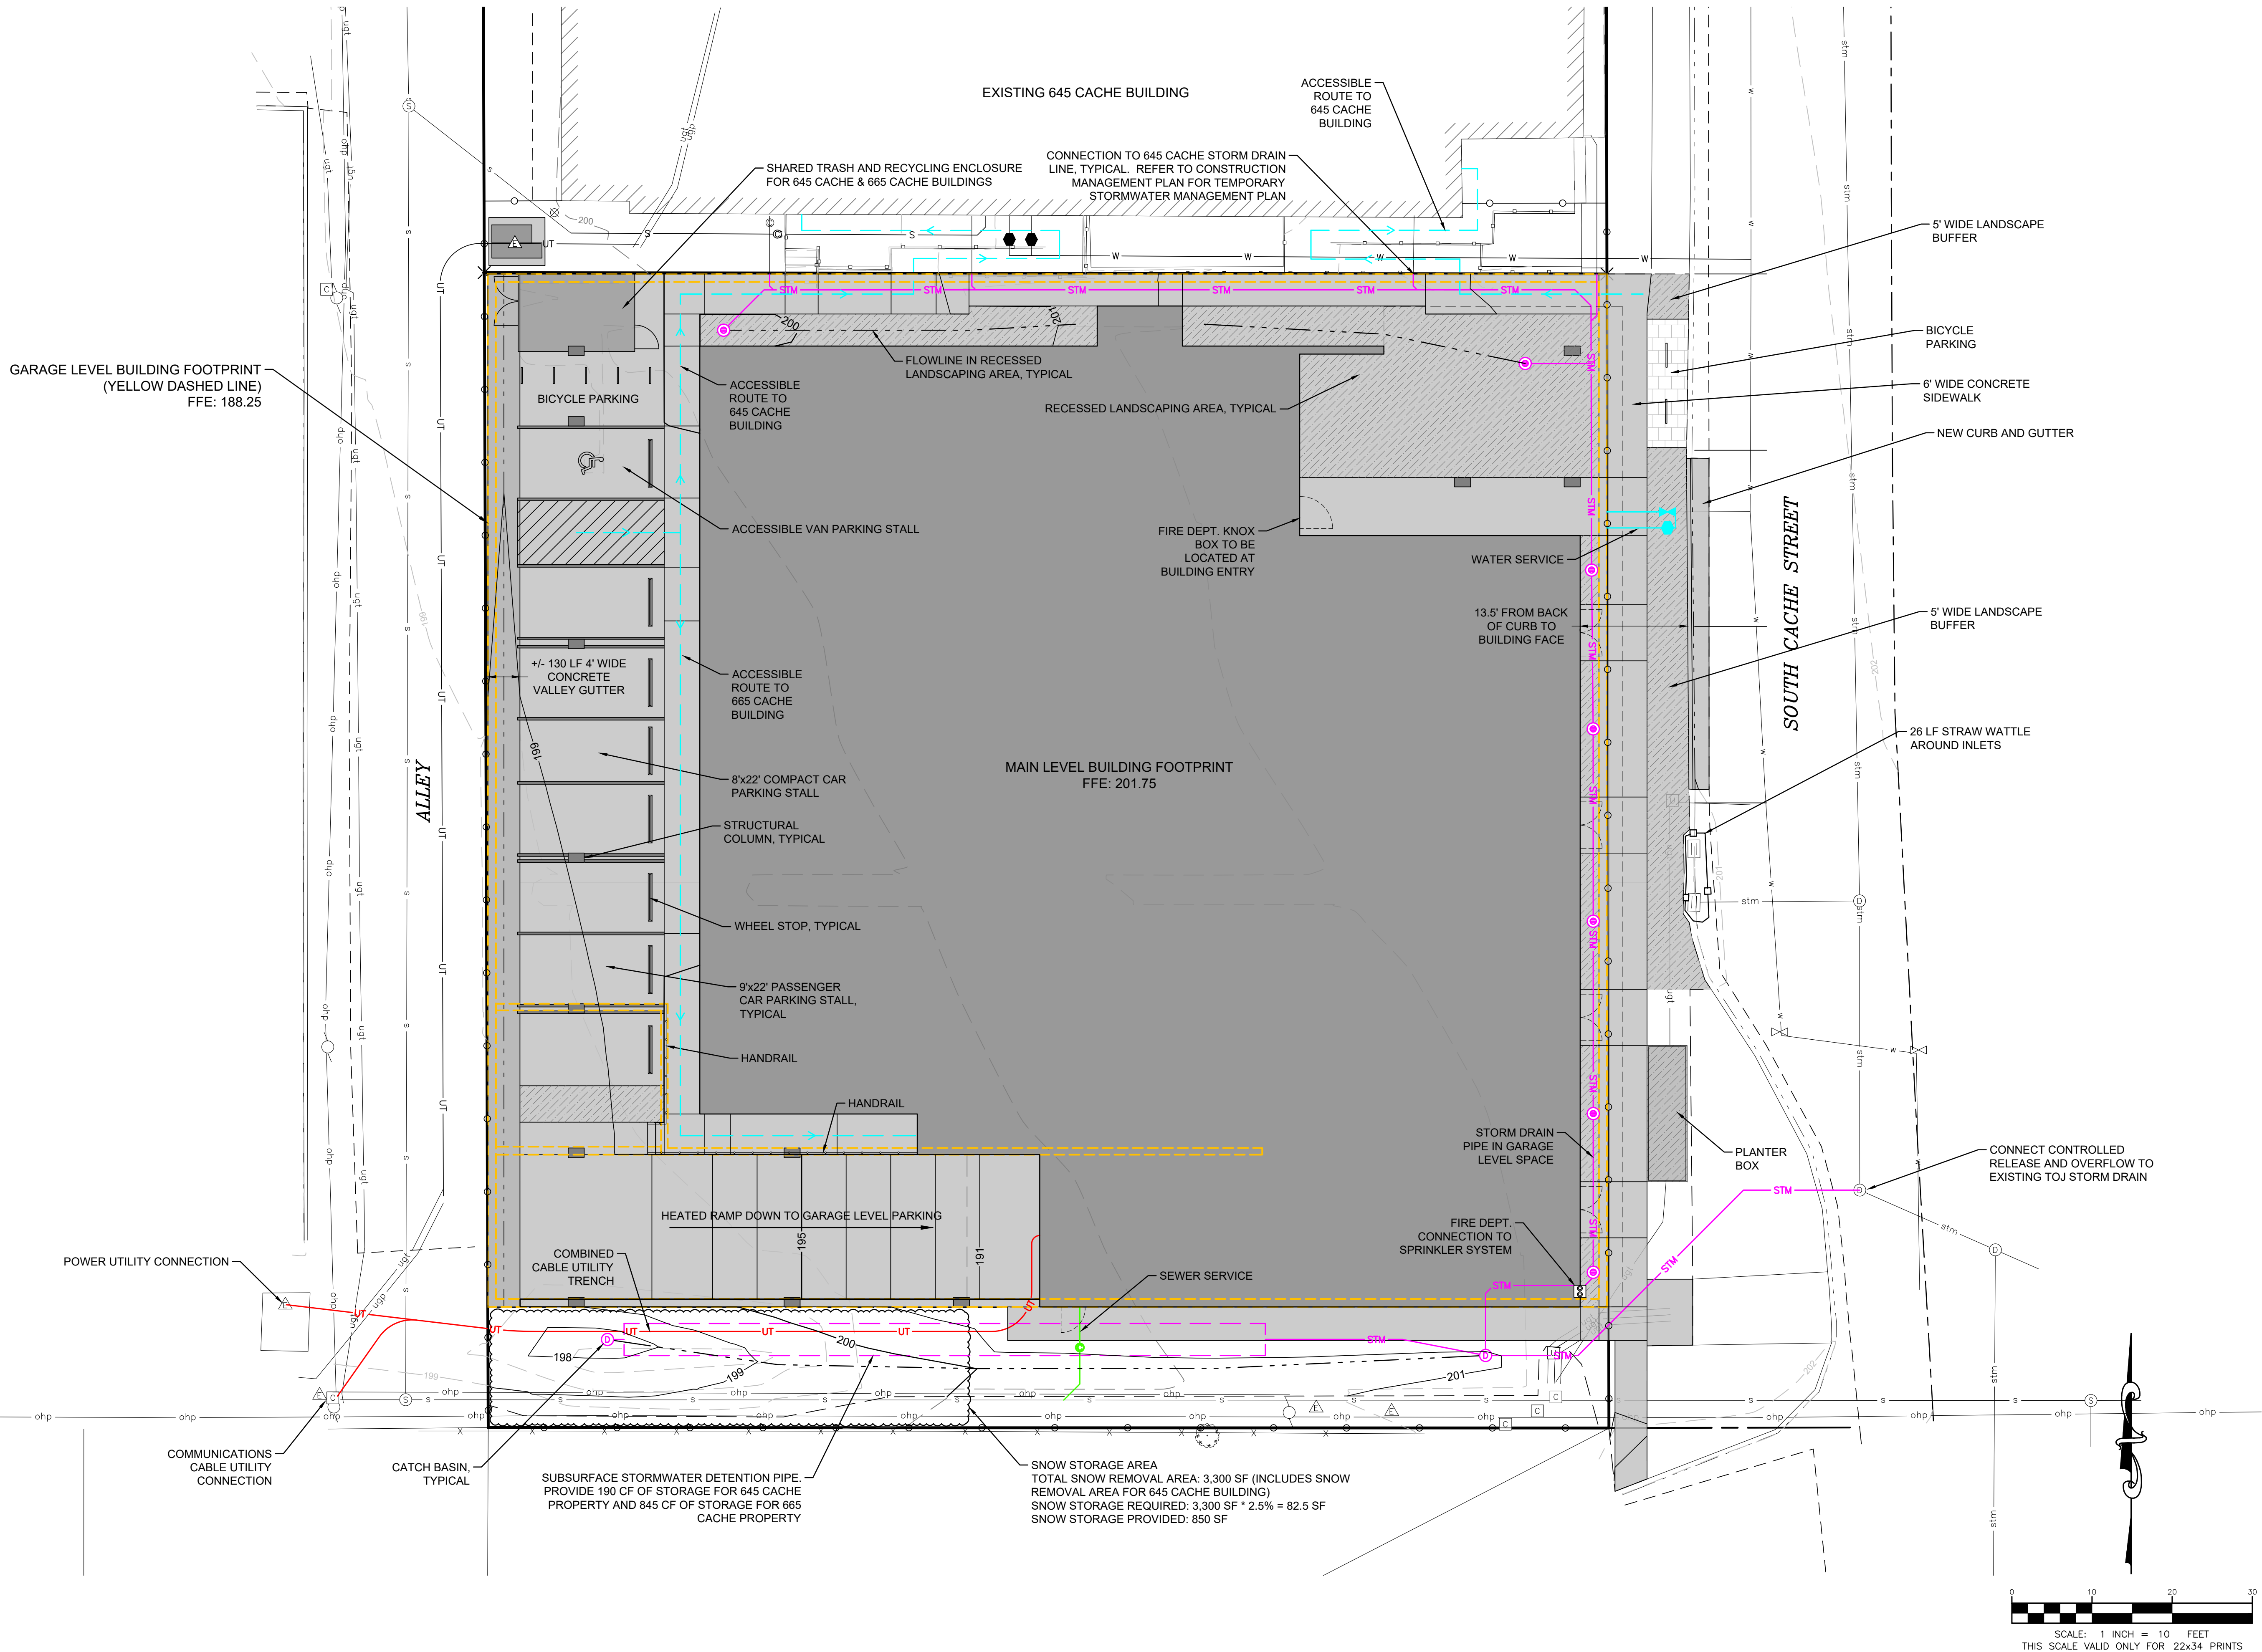 EXISTING 645 CACHE BUILDING
ACCESSIBLE
ROUTE TO
645 CACHE
BUILDING
SHARED TRASH AND RECYCLING ENCLOSURE
FOR 645 CACHE & 665 CACHE BUILDINGS
CONNECTION TO 645 CACHE STORM DRAIN
LINE, TYPICAL. REFER TO CONSTRUCTION
MANAGEMENT PLAN FOR TEMPORARY
STORMWATER MANAGEMENT PLAN
5' WIDE LANDSCAPE
BUFFER
BICYCLE
PARKING
6' WIDE CONCRETE
SIDEWALK
NEW CURB AND GUTTER
GARAGE LEVEL BUILDING FOOTPRINT
(YELLOW DASHED LINE)
FFE: 188.25
BICYCLE PARKING
FLOWLINE IN RECESSED
LANDSCAPING AREA, TYPICAL
ACCESSIBLE
ROUTE TO
645 CACHE
BUILDING
RECESSED LANDSCAPING AREA, TYPICAL
ACCESSIBLE VAN PARKING STALL
FIRE DEPT. KNOX
BOX TO BE
LOCATED AT
BUILDING ENTRY
WATER SERVICE
13.5' FROM BACK
OF CURB TO
BUILDING FACE
SOUTH CACHE STREET
5' WIDE LANDSCAPE
BUFFER
+/- 130 LF 4' WIDE
CONCRETE
VALLEY GUTTER
ACCESSIBLE
ROUTE TO
665 CACHE
BUILDING
ALLEY
26 LF STRAW WATTLE
AROUND INLETS
MAIN LEVEL BUILDING FOOTPRINT
FFE: 201.75
8'x22' COMPACT CAR
PARKING STALL
STRUCTURAL
COLUMN, TYPICAL
WHEEL STOP, TYPICAL
9'x22' PASSENGER
CAR PARKING STALL,
TYPICAL
HANDRAIL
HANDRAIL
STORM DRAIN
PIPE IN GARAGE
LEVEL SPACE
PLANTER
BOX
CONNECT CONTROLLED
RELEASE AND OVERFLOW TO
EXISTING TOJ STORM DRAIN
HEATED RAMP DOWN TO GARAGE LEVEL PARKING
195
191
FIRE DEPT.
CONNECTION TO
SPRINKLER SYSTEM
POWER UTILITY CONNECTION
COMBINED
CABLE UTILITY
TRENCH
SEWER SERVICE
COMMUNICATIONS
CABLE UTILITY
CONNECTION
CATCH BASIN,
TYPICAL
SUBSURFACE STORMWATER DETENTION PIPE.
PROVIDE 190 CF OF STORAGE FOR 645 CACHE
PROPERTY AND 845 CF OF STORAGE FOR 665
CACHE PROPERTY
SNOW STORAGE AREA
TOTAL SNOW REMOVAL AREA: 3,300 SF (INCLUDES SNOW
REMOVAL AREA FOR 645 CACHE BUILDING)
SNOW STORAGE REQUIRED: 3,300 SF * 2.5% = 82.5 SF
SNOW STORAGE PROVIDED: 850 SF
198
199
200
201
0 10 20 30
SCALE: 1 INCH = 10 FEET
THIS SCALE VALID ONLY FOR 22x34 PRINTS